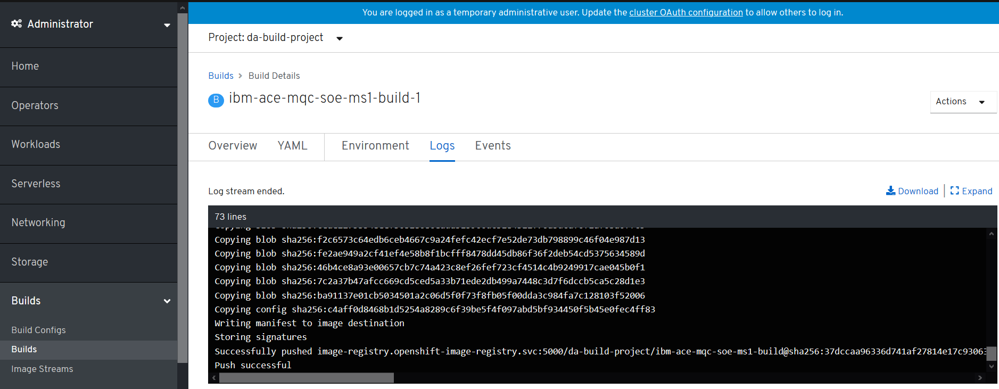 You are logged in as a temporary administrative user. Update the cluster OAuth configuration to allow others to log in.
Administrator
Home
Operators
Workloads
Serverless
Networking
Storage
Builds
Build Configs
Builds
Image Streams
Project: da-build-project
Builds > Build Details
B ibm-ace-mqc-soe-ms1-build-1
Actions
Overview YAML Environment Logs Events
Log stream ended.
Download Expand
73 lines
Copying blob sha256:f2c6573c64edb6ceb4667c9a24fefc42ecf7e52de73db798899c46f04e987d13
Copying blob sha256:fe2ae949a2cf41ef4e58b8f1bcfff8478dd45db86f36f2deb54cd5375634589d
Copying blob sha256:46b4ce8a93e00657cb7c74a423c8ef26fef723cf4514c4b9249917cae045b0f1
Copying blob sha256:7c2a37b47afcc669cd5ced5a33b71ede2db499a7448c3d7f6dccb5ca5c28d1e3
Copying blob sha256:ba91137e01cb5034501a2c06d5f0f73f8fb05f00dda3c984fa7c128103f52006
Copying config sha256:c4aff0d8468b1d5254a8289c6f39be5f4f097abd5bf934450f5b45e0fec4ff83
Writing manifest to image destination
Storing signatures
Successfully pushed image-registry.openshift-image-registry.svc:5000/da-build-project/ibm-ace-mqc-soe-ms1-build@sha256:37dccaa96336d741af27814e17c93063
Push successful